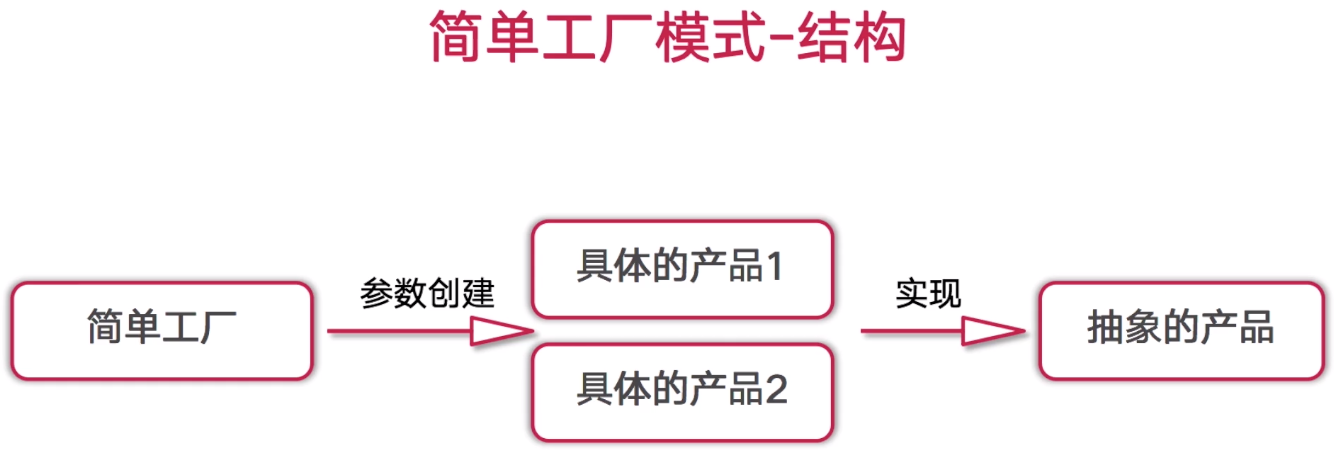 简单工厂模式-结构
简单工厂
参数创建
具体的产品1
具体的产品2
实现
抽象的产品